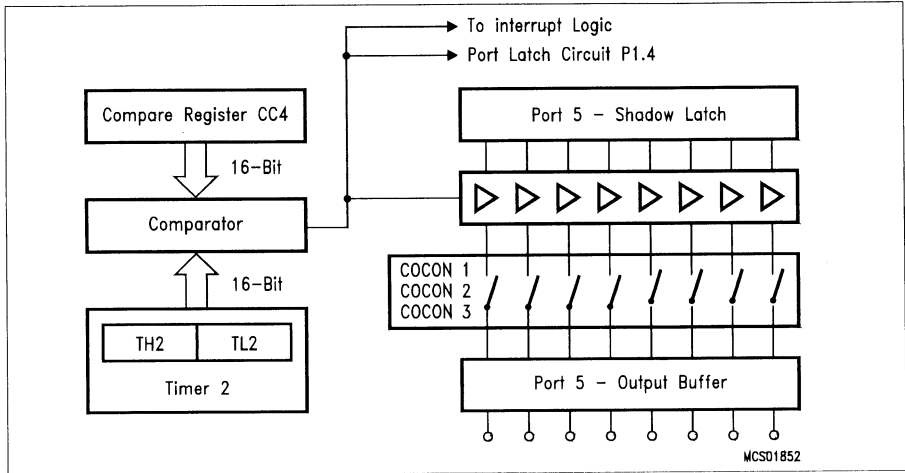 To interrupt Logic
Port Latch Circuit P1.4
Compare Register CC4
16-Bit
Comparator
16-Bit
TH2 TL2
Timer 2
Port 5 - Shadow Latch
COCON 1
COCON 2
COCON 3
Port 5 - Output Buffer
MCS01852